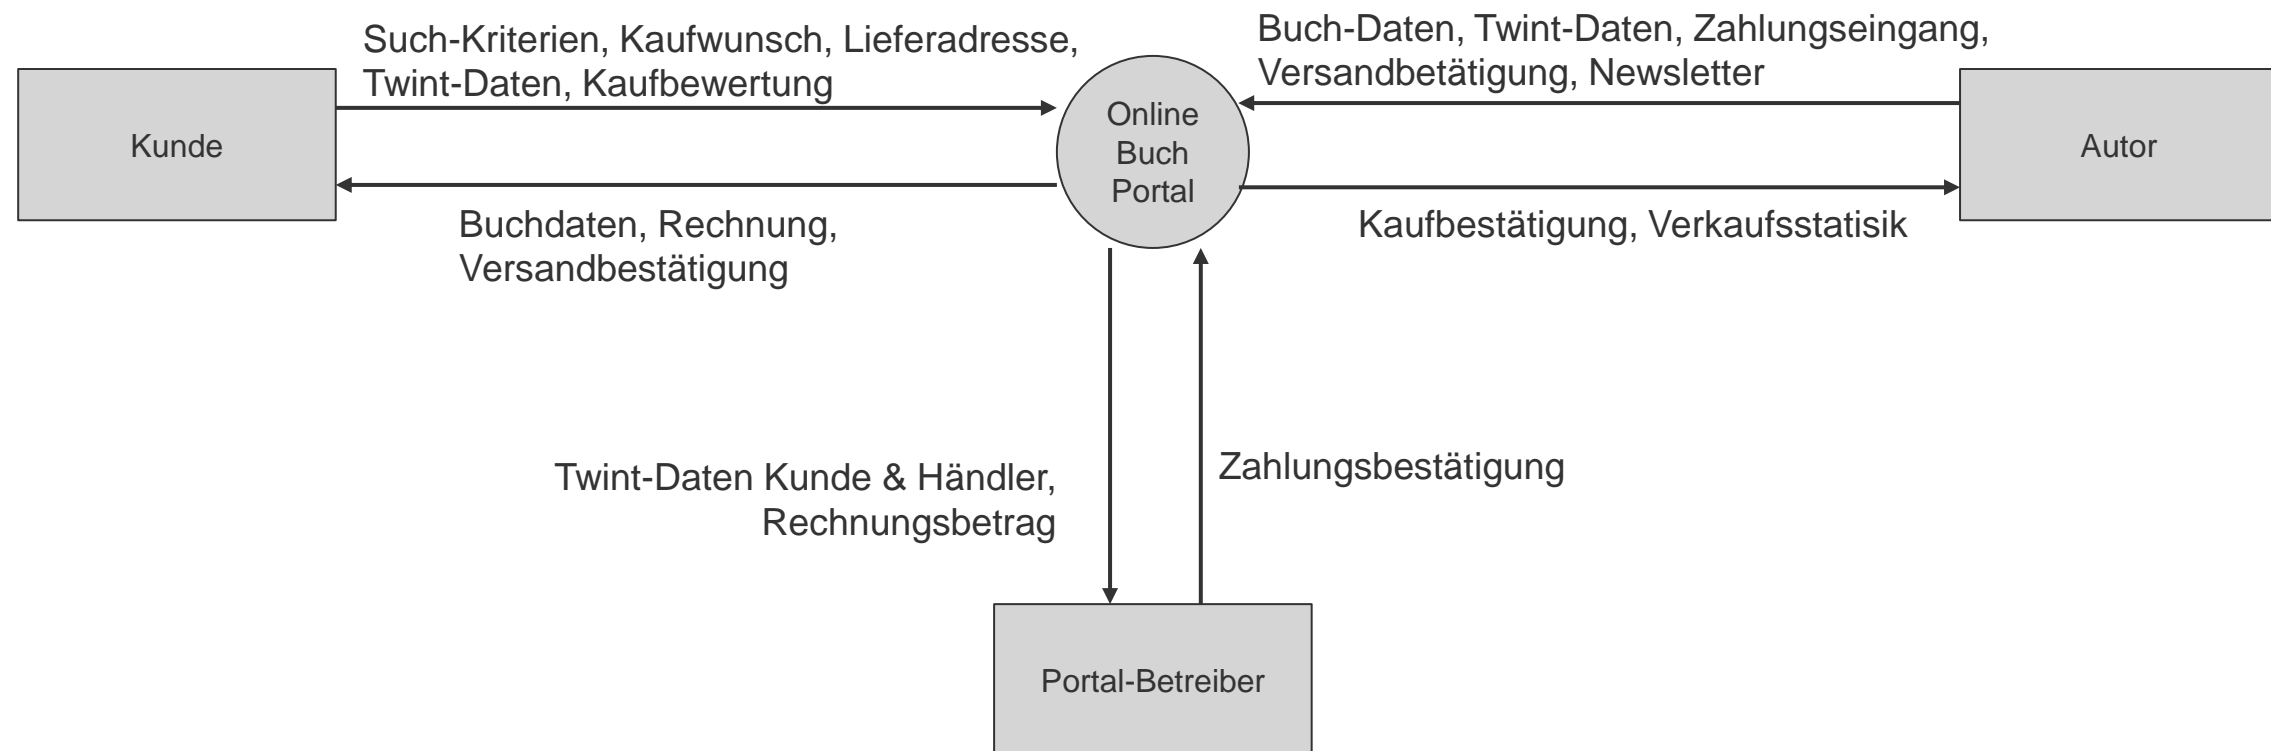 Such-Kriterien, Kaufwunsch, Lieferadresse,
Twint-Daten, Kaufbewertung
Buch-Daten, Twint-Daten, Zahlungseingang,
Versandbetätigung, Newsletter
Kunde
Online
Buch
Portal
Autor
Buchdaten, Rechnung,
Versandbestätigung
Kaufbestätigung, Verkaufsstatisik
Twint-Daten Kunde & Händler,
Rechnungsbetrag
Zahlungsbestätigung
Portal-Betreiber